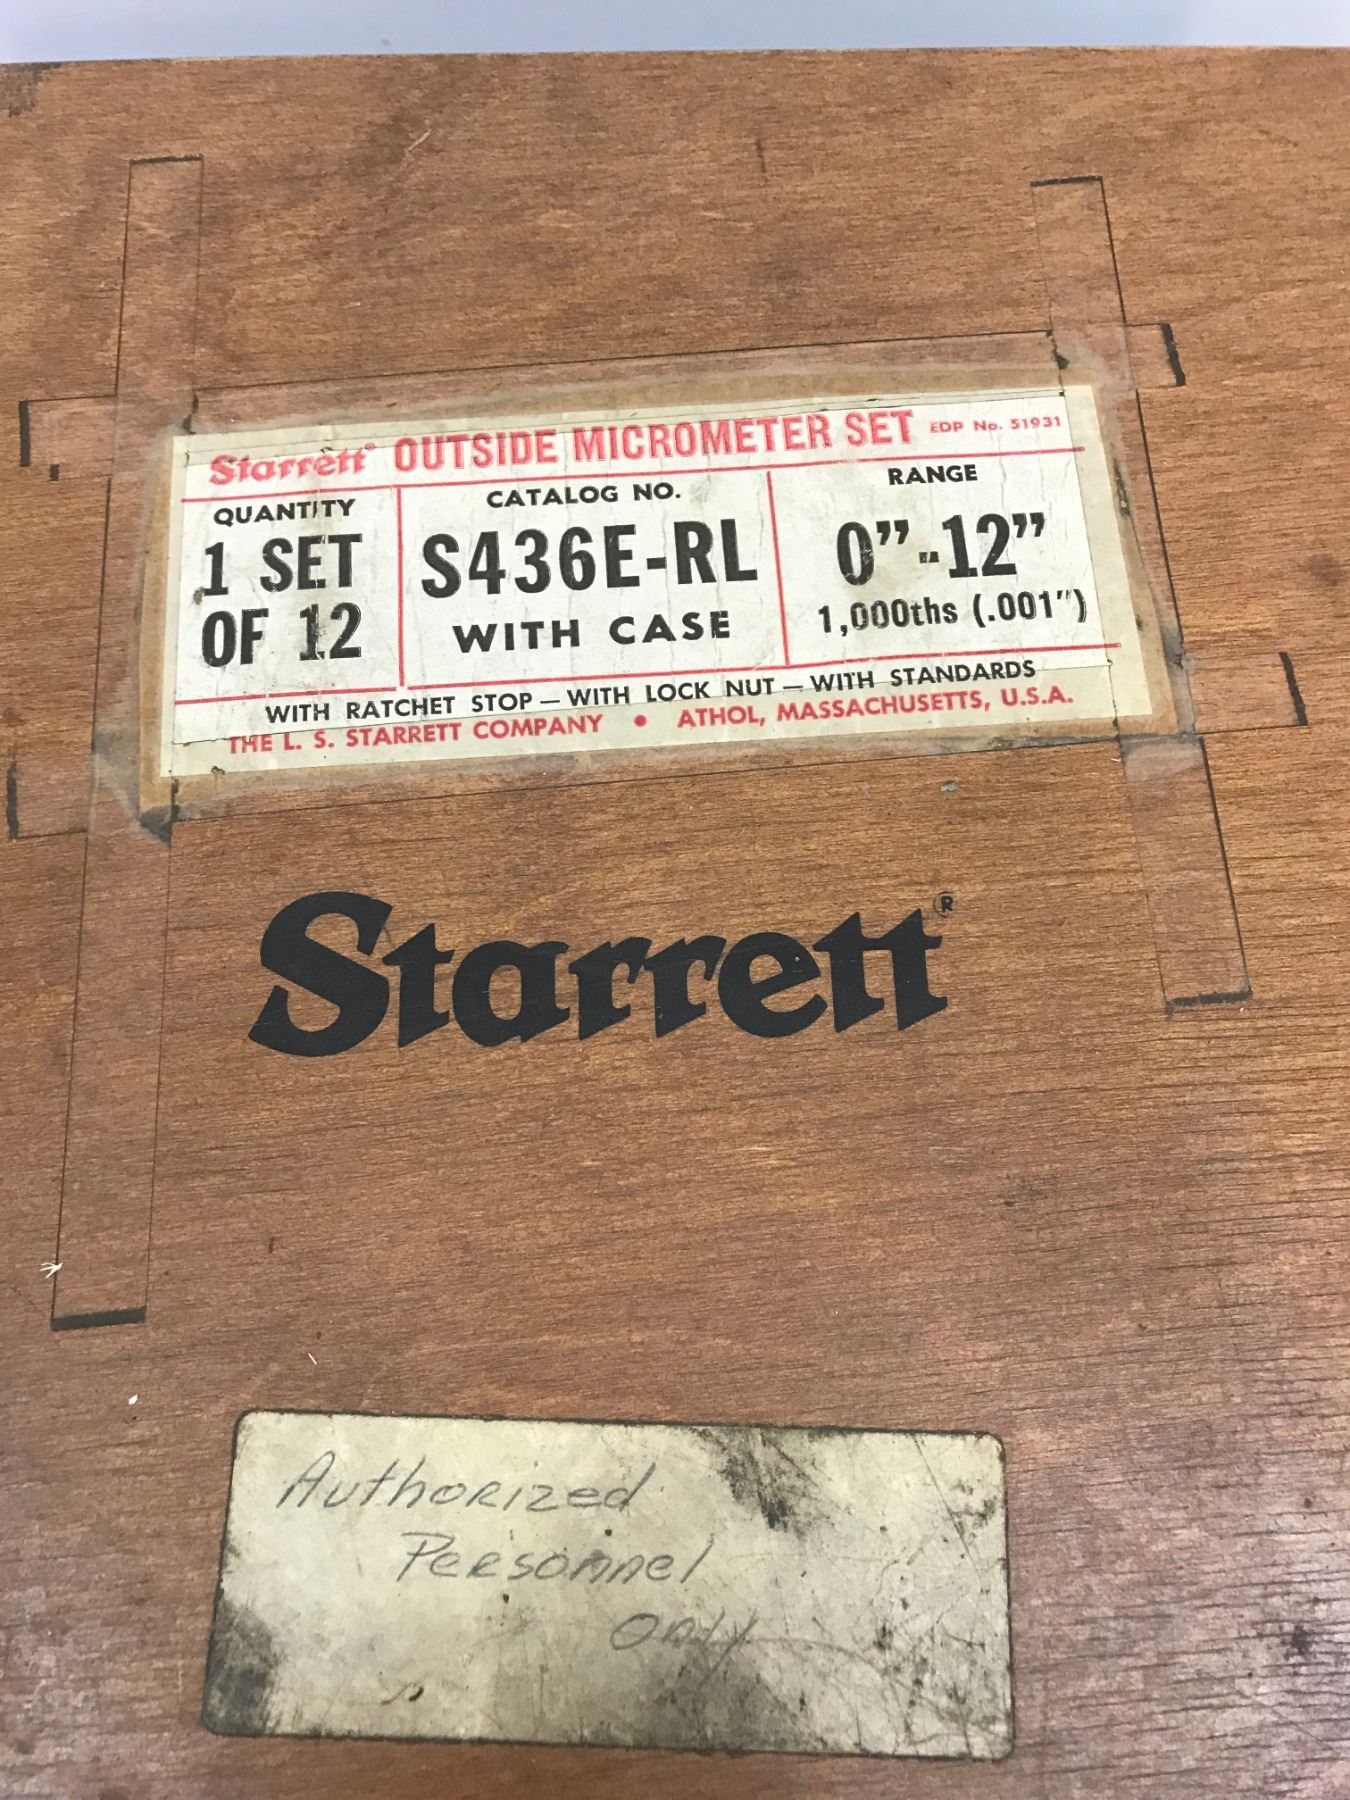 Starrett® OUTSIDE MICROMETER SET EDP No. 51931
QUANTITY
1 SET
OF 12
CATALOG NO.
S436E-RL
WITH CASE
RANGE
0”-12”
1,000ths (.001″)
WITH RATCHET STOP — WITH LOCK NUT — WITH STANDARDS
THE L. S. STARRETT COMPANY • ATHOL, MASSACHUSETTS, U.S.A.
Starrett®
Authorized
Personnel
only